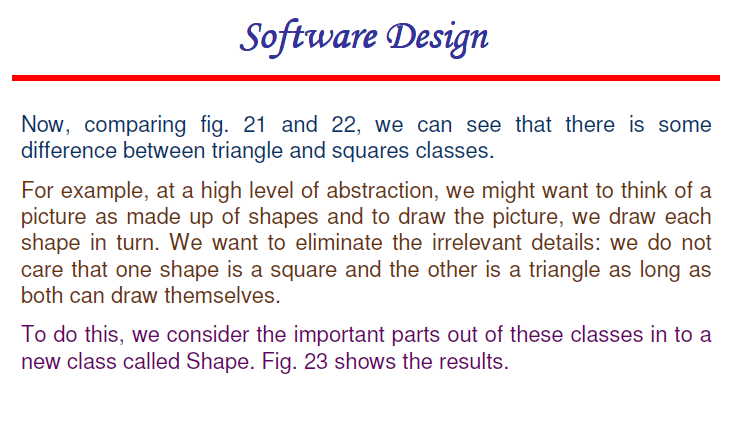 Software Design
Now, comparing fig. 21 and 22, we can see that there is some
difference between triangle and squares classes.
For example, at a high level of abstraction, we might want to think of a
picture as made up of shapes and to draw the picture, we draw each
shape in turn. We want to eliminate the irrelevant details: we do not
care that one shape is a square and the other is a triangle as long as
both can draw themselves.
To do this, we consider the important parts out of these classes in to a
new class called Shape. Fig. 23 shows the results.